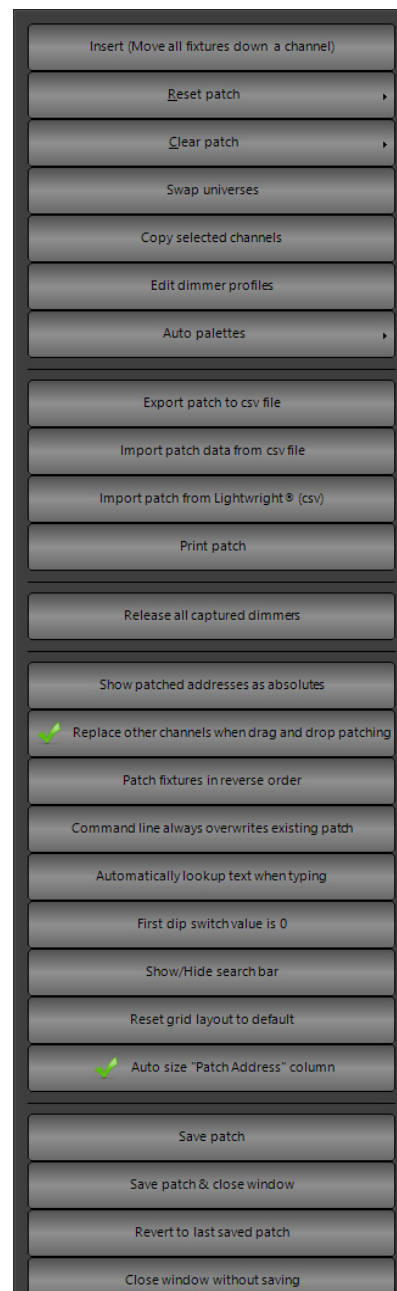 Insert (Move all fixtures down a channel)
Reset patch
Clear patch
Swap universes
Copy selected channels
Edit dimmer profiles
Auto palettes
Export patch to csv file
Import patch data from csv file
Import patch from Lightwright® (csv)
Print patch
Release all captured dimmers
Show patched addresses as absolutes
Replace other channels when drag and drop patching
Patch fixtures in reverse order
Command line always overwrites existing patch
Automatically lookup text when typing
First dip switch value is 0
Show/Hide search bar
Reset grid layout to default
Auto size "Patch Address" column
Save patch
Save patch & close window
Revert to last saved patch
Close window without saving